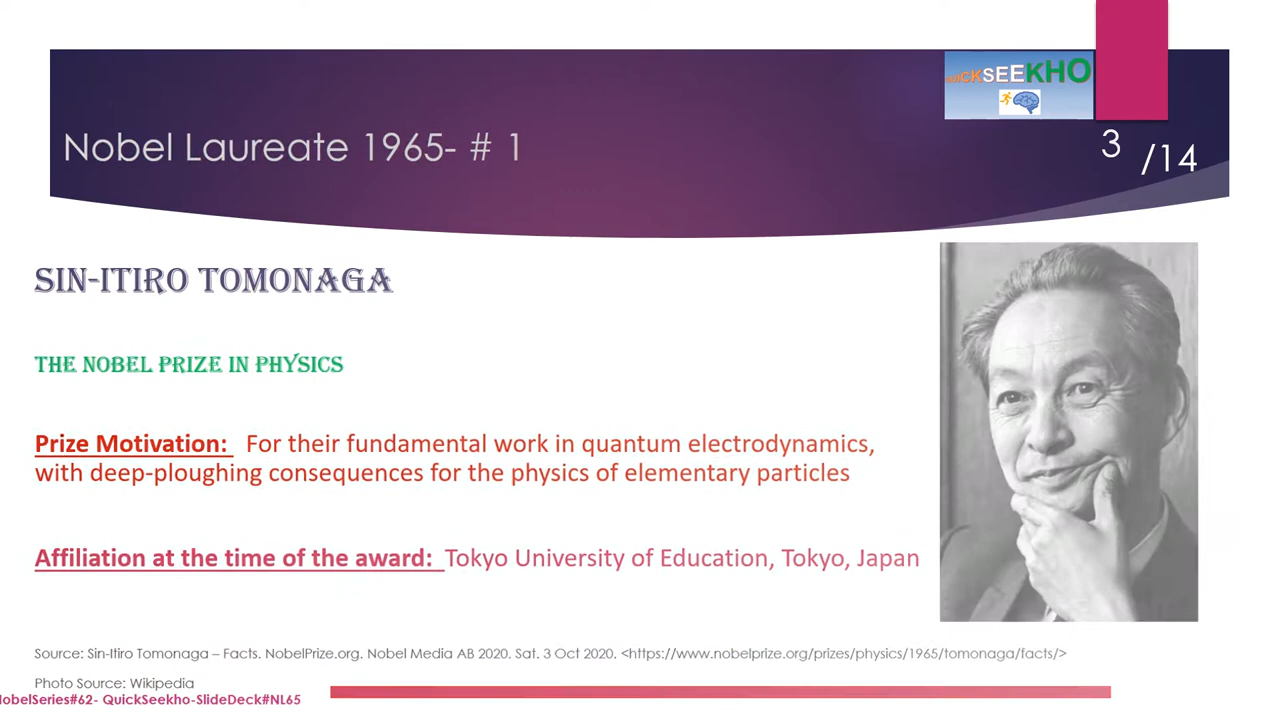 QUICKSEEKHO
Nobel Laureate 1965- # 1
3 /14
SIN-ITIRO TOMONAGA
THE NOBEL PRIZE IN PHYSICS
Prize Motivation: For their fundamental work in quantum electrodynamics,
with deep-ploughing consequences for the physics of elementary particles
Affiliation at the time of the award: Tokyo University of Education, Tokyo, Japan
Source: Sin-Itiro Tomonaga – Facts. NobelPrize.org. Nobel Media AB 2020. Sat. 3 Oct 2020. <https://www.nobelprize.org/prizes/physics/1965/tomonaga/facts/>
Photo Source: Wikipedia
NobelSeries#62- QuickSeekho-SlideDeck#NL65